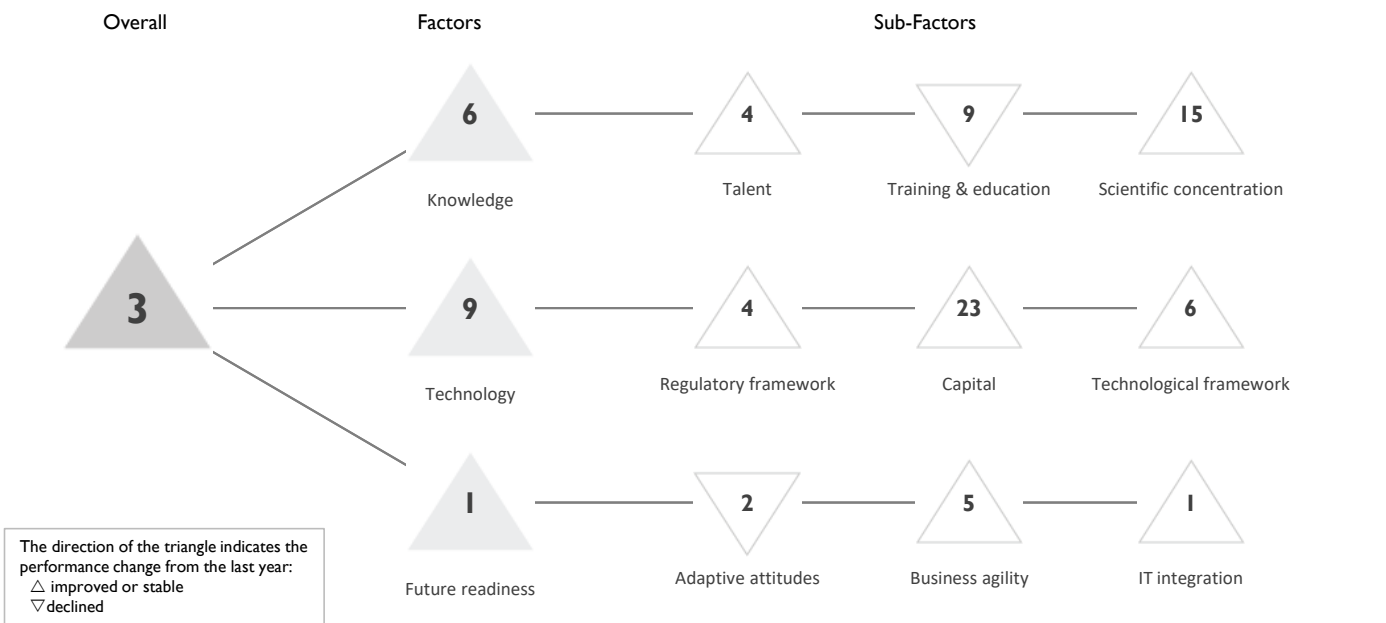 Overall Factors Sub-Factors
6 4 9 15
Knowledge Talent Training & education Scientific concentration
3 9 4 23 6
Technology Regulatory framework Capital Technological framework
1 2 5 1
Future readiness Adaptive attitudes Business agility IT integration
The direction of the triangle indicates the
performance change from the last year:
△ improved or stable
▽ declined